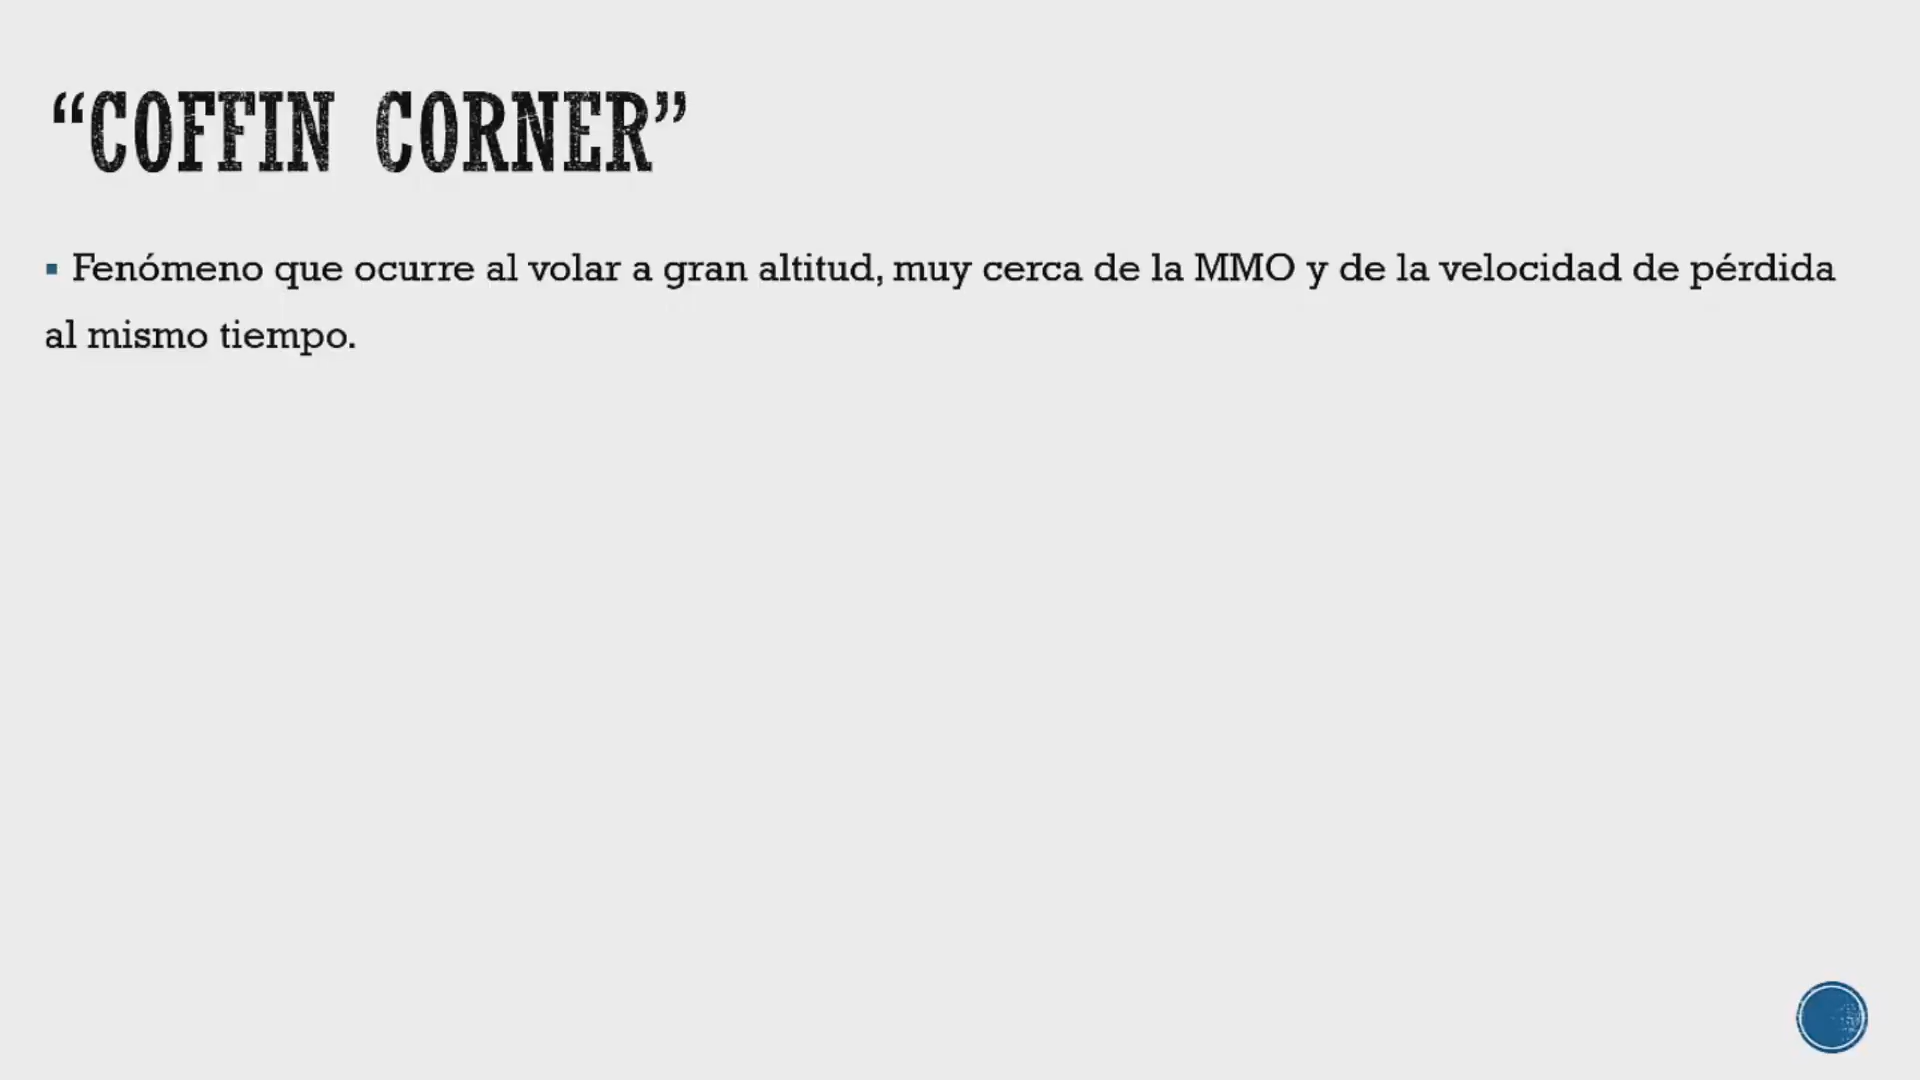 “COFFIN CORNER”
▪ Fenómeno que ocurre al volar a gran altitud, muy cerca de la MMO y de la velocidad de pérdida
al mismo tiempo.